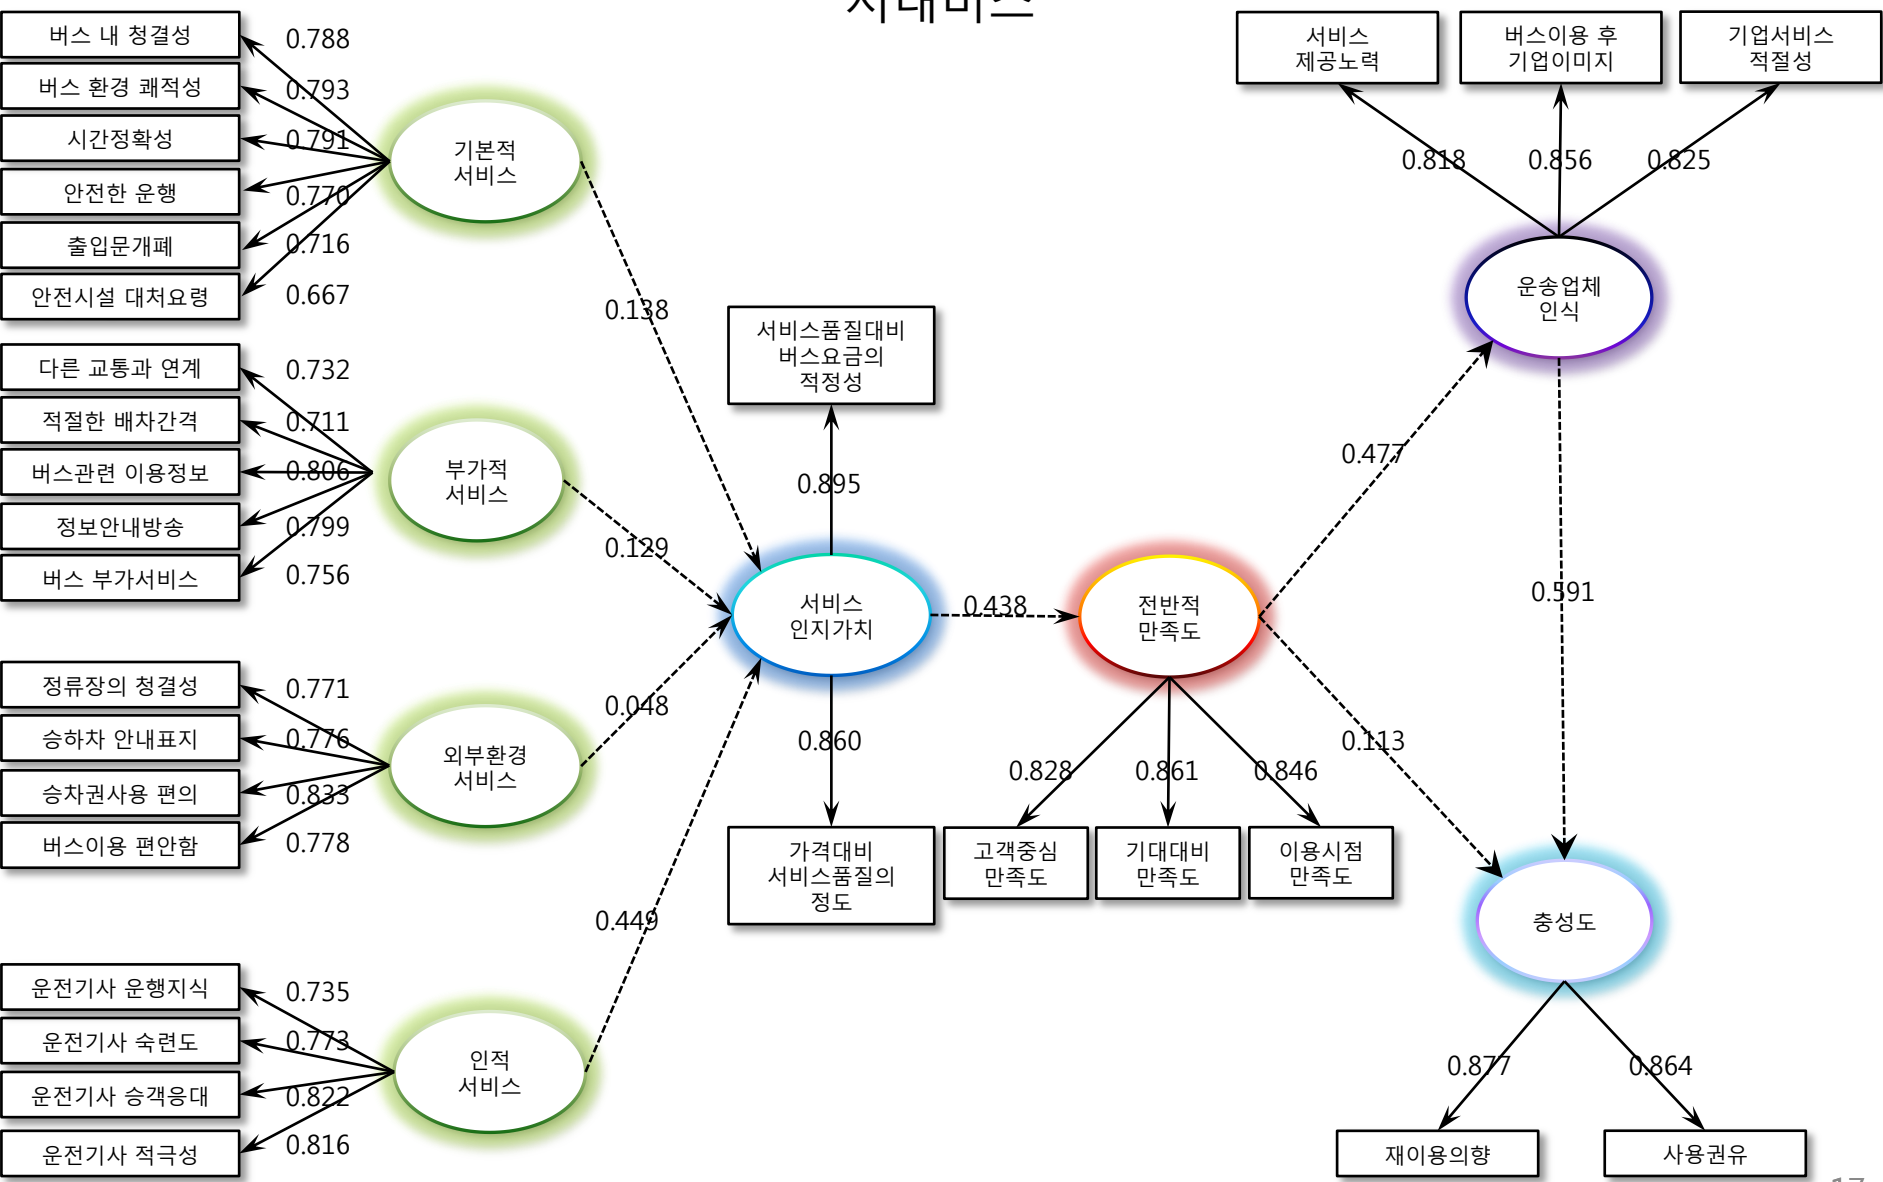 버스 내 청결성
0.788
버스 환경 쾌적성
0.793
시간정확성
0.791
안전한 운행
0.770
출입문개폐
0.716
안전시설 대처요령
0.667
기본적
서비스
다른 교통과 연계
0.732
적절한 배차간격
0.711
버스관련 이용정보
0.806
정보안내방송
0.799
버스 부가서비스
0.756
부가적
서비스
정류장의 청결성
0.771
승하차 안내표지
0.776
승차권사용 편의
0.833
버스이용 편안함
0.778
외부환경
서비스
운전기사 운행지식
0.735
운전기사 숙련도
0.773
운전기사 승객응대
0.822
운전기사 적극성
0.816
인적
서비스
0.138
0.129
0.048
0.449
서비스품질대비
버스요금의
적정성
0.895
서비스
인지가치
0.860
가격대비
서비스품질의
정도
0.438
전반적
만족도
0.828
0.861
0.846
고객중심
만족도
기대대비
만족도
이용시점
만족도
서비스
제공노력
버스이용 후
기업이미지
기업서비스
적절성
0.818
0.856
0.825
운송업체
인식
0.477
0.591
0.113
충성도
0.877
0.864
재이용의향
사용권유